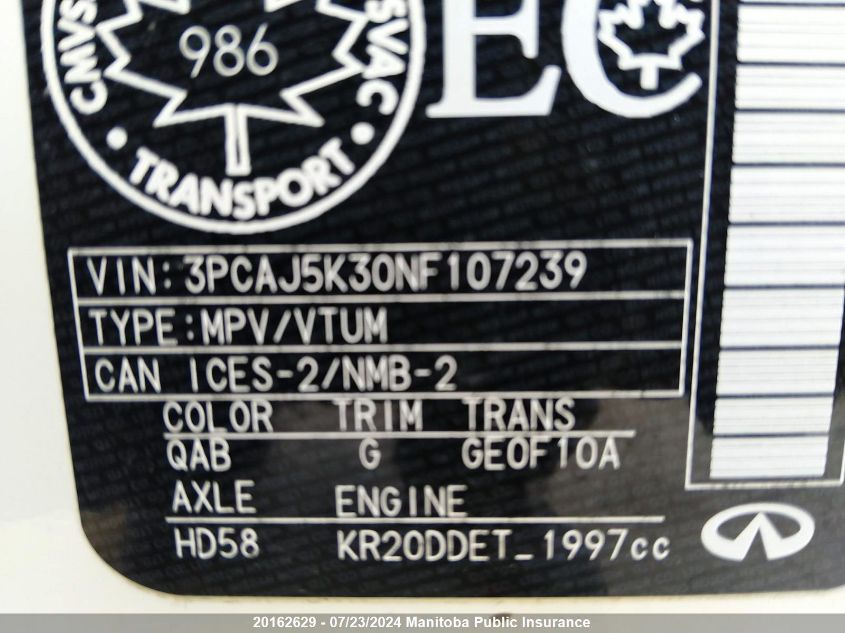 986
CMVS
SVAC
TRANSPORT
EC
VIN: 3PCAJ5K30NF107239
TYPE: MPV/VTUM
CAN ICES-2/NMB-2
COLOR TRIM TRANS
QAB G GE0F10A
AXLE ENGINE
HD58 KR20DDET_1997cc
20162629 - 07/23/2024 Manitoba Public Insurance